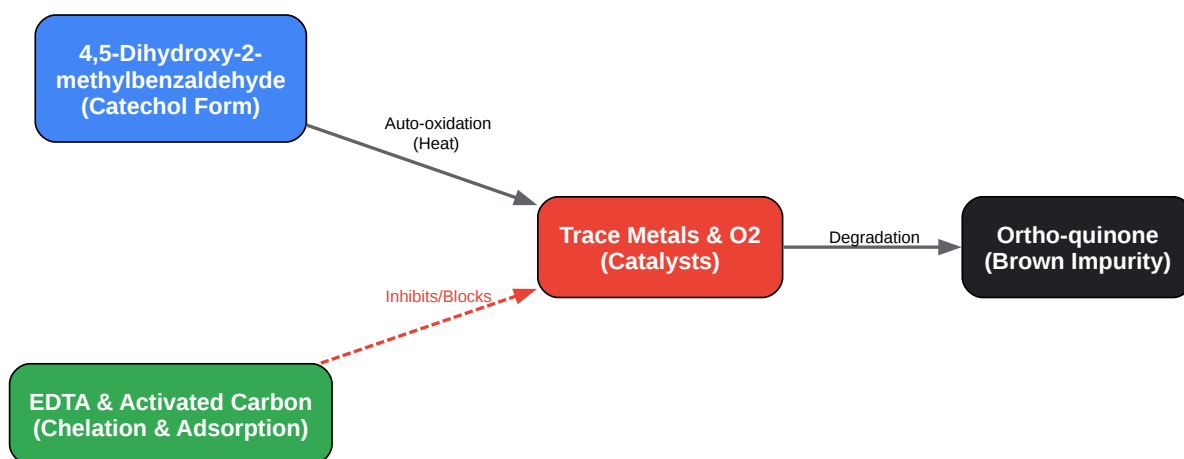 4,5-Dihydroxy-2-
methylbenzaldehyde
(Catechol Form)
Auto-oxidation
(Heat)
Trace Metals & O2
(Catalysts)
Degradation
Ortho-quinone
(Brown Impurity)
Inhibits/Blocks
EDTA & Activated Carbon
(Chelation & Adsorption)